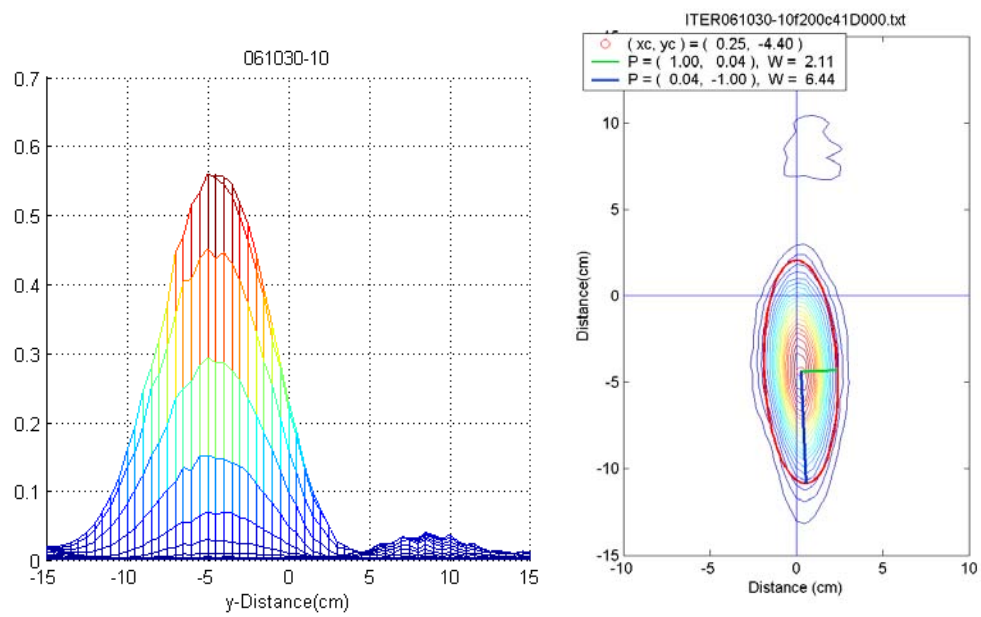 061030-10
0.7
0.6
0.5
0.4
0.3
0.2
0.1
0
-15 -10 -5 0 5 10 15
y-Distance(cm)
ITER061030-10f200c41D000.txt
( xc, yc ) = ( 0.25, -4.40)
P = ( 1.00, 0.04 ), W = 2.11
P = ( 0.04, -1.00 ), W = 6.44
10
5
0
-5
-10
-15
-10 -5 0 5 10
Distance(cm)
Distance (cm)